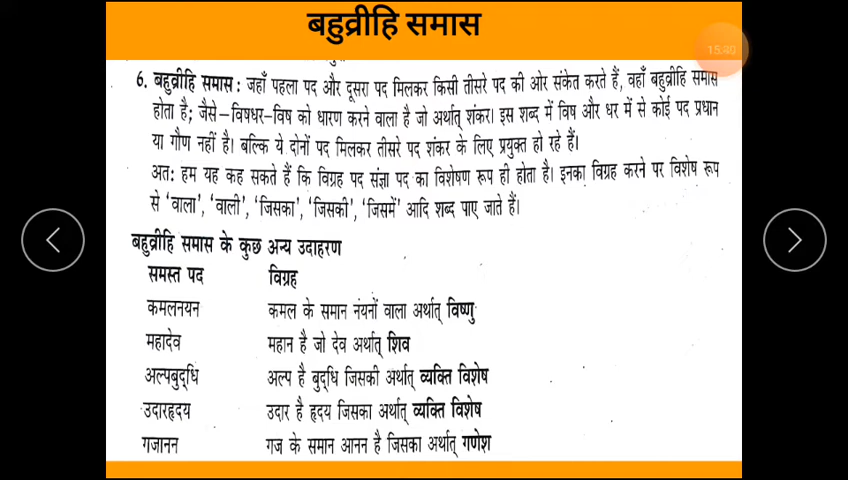 बहुव्रीहि समास
15:40
6. बहुव्रीहि समास : जहाँ पहला पद और दूसरा पद मिलकर किसी तीसरे पद की ओर संकेत करते हैं, वहाँ बहुव्रीहि समास
होता है; जैसे–विषधर–विष को धारण करने वाला है जो अर्थात् शंकर। इस शब्द में विष और धर में से कोई पद प्रधान
या गौण नहीं है। बल्कि ये दोनों पद मिलकर तीसरे पद शंकर के लिए प्रयुक्त हो रहे हैं।
अत: हम यह कह सकते हैं कि विग्रह पद संज्ञा पद का विशेषण रूप ही होता है। इनका विग्रह करने पर विशेष रूप
से ‘वाला’, ‘वाली’, ‘जिसका’, ‘जिसकी’, ‘जिसमें’ आदि शब्द पाए जाते हैं।
बहुव्रीहि समास के कुछ अन्य उदाहरण
समस्त पद विग्रह
कमलनयन कमल के समान नयनों वाला अर्थात् विष्णु
महादेव महान है जो देव अर्थात् शिव
अल्पबुद्धि अल्प है बुद्धि जिसकी अर्थात् व्यक्ति विशेष
उदारहृदय उदार है हृदय जिसका अर्थात् व्यक्ति विशेष
गजानन गज के समान आनन है जिसका अर्थात् गणेश